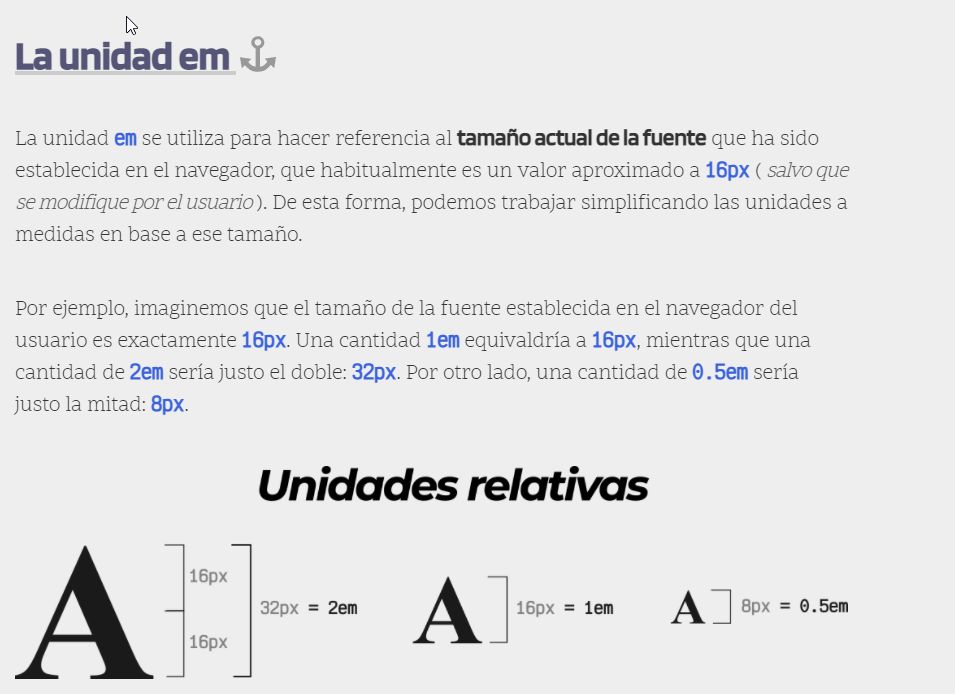 La unidad em
La unidad em se utiliza para hacer referencia al tamaño actual de la fuente que ha sido
establecida en el navegador, que habitualmente es un valor aproximado a 16px ( salvo que
se modifique por el usuario ). De esta forma, podemos trabajar simplificando las unidades a
medidas en base a ese tamaño.
Por ejemplo, imaginemos que el tamaño de la fuente establecida en el navegador del
usuario es exactamente 16px. Una cantidad 1em equivaldría a 16px, mientras que una
cantidad de 2em sería justo el doble: 32px. Por otro lado, una cantidad de 0.5em sería
justo la mitad: 8px.
Unidades relativas
A
16px
16px
32px = 2em
A
16px = 1em
A
8px = 0.5em